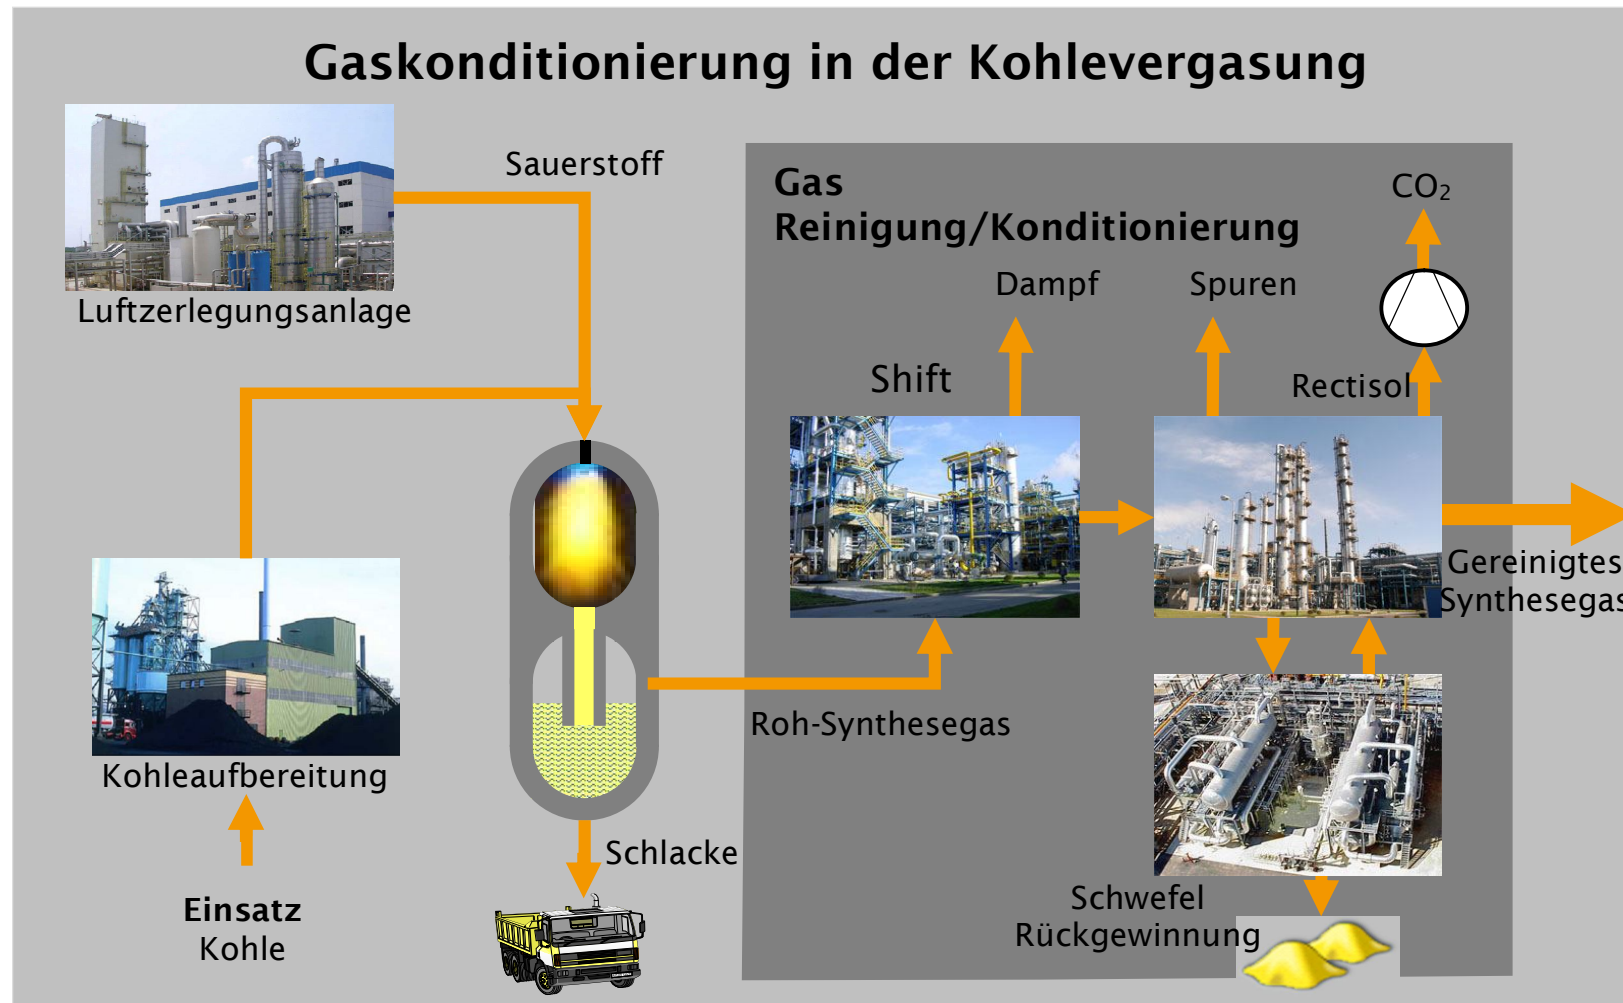 Gaskonditionierung in der Kohlevergasung
Sauerstoff
Luftzerlegungsanlage
Gas
Reinigung/Konditionierung
CO₂
Dampf
Spuren
Shift
Rectisol
Gereinigtes
Synthesegas
Roh-Synthesegas
Kohleaufbereitung
Schlacke
Einsatz
Kohle
Schwefel
Rückgewinnung